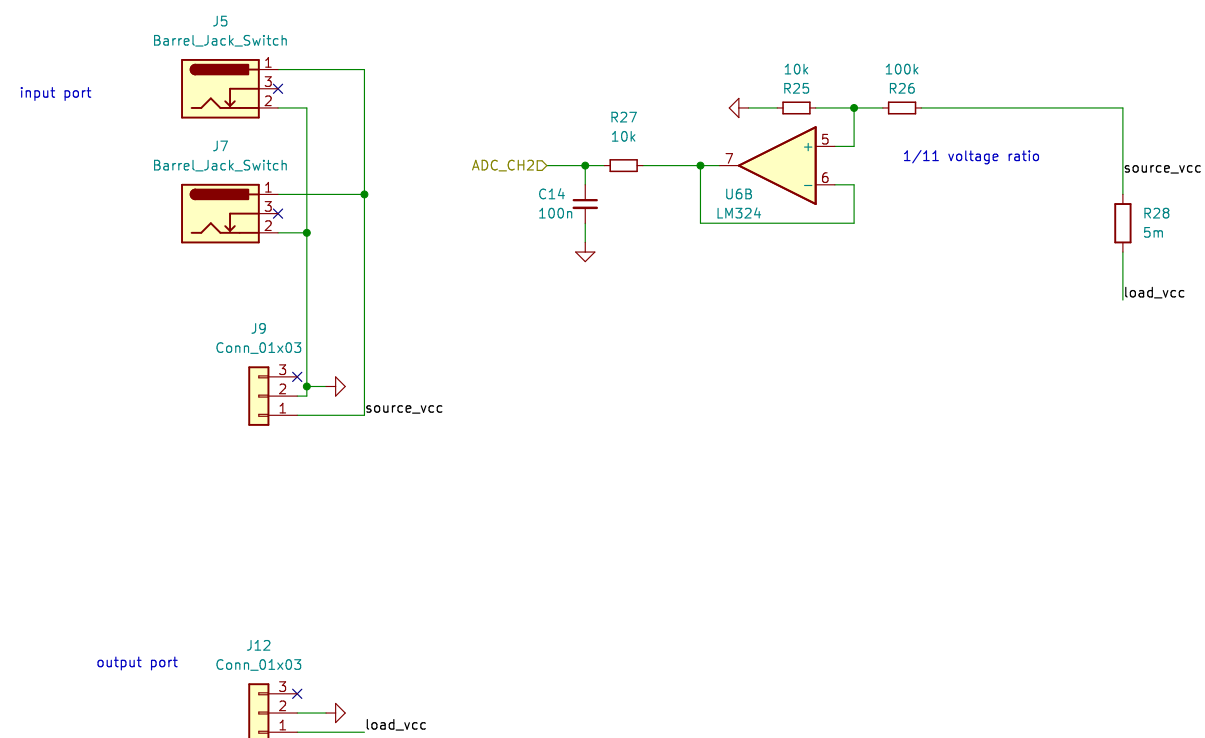 J5
Barrel_Jack_Switch
1
3
2
input port
J7
Barrel_Jack_Switch
1
3
2
J9
Conn_01x03
3
2
1
source_vcc
10k
R25
100k
R26
R27
10k
ADC_CH2
C14
100n
7
+
5
−
6
U6B
LM324
1/11 voltage ratio
source_vcc
R28
5m
load_vcc
output port
J12
Conn_01x03
3
2
1
load_vcc